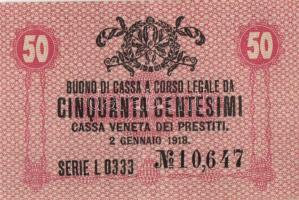 50 50
BUONO DI CASSA A CORSO LEGALE DA
CINQUANTA CENTESIMI
CASSA VENETA DEI PRESTITI.
2 GENNAIO 1918.
SERIE L 0333 № 10,647